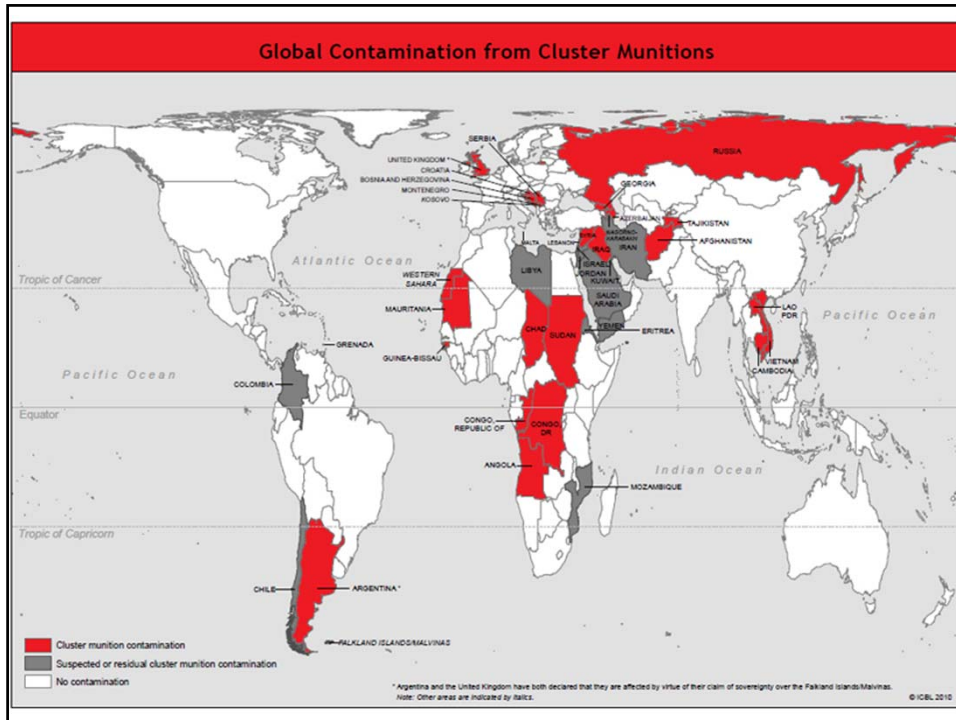 Global Contamination from Cluster Munitions
SERBIA
UNITED KINGDOM *
CROATIA
BOSNIA AND HERZEGOVINA
MONTENEGRO
KOSOVO
RUSSIA
GEORGIA
AZERBAIJAN
NAGORNO-
KARABAKH
TAJIKISTAN
AFGHANISTAN
MALTA
LEBANON
SYRIA
IRAQ
IRAN
ISRAEL
JORDAN
KUWAIT
Atlantic Ocean
LIBYA
Tropic of Cancer
WESTERN
SAHARA
SAUDI
ARABIA
LAO
PDR
Pacific Ocean
MAURITANIA
CHAD
SUDAN
YEMEN
ERITREA
GRENADA
GUINEA-BISSAU
VIETNAM
CAMBODIA
Pacific Ocean
COLOMBIA
Equator
CONGO,
REPUBLIC OF
CONGO,
DR
ANGOLA
Indian Ocean
MOZAMBIQUE
Tropic of Capricorn
CHILE
ARGENTINA *
FALKLAND ISLANDS/MALVINAS
Cluster munition contamination
Suspected or residual cluster munition contamination
No contamination
* Argentina and the United Kingdom have both declared that they are affected by virtue of their claim of sovereignty over the Falkland Islands/Malvinas.
Note: Other areas are indicated by italics.
© ICBL 2010